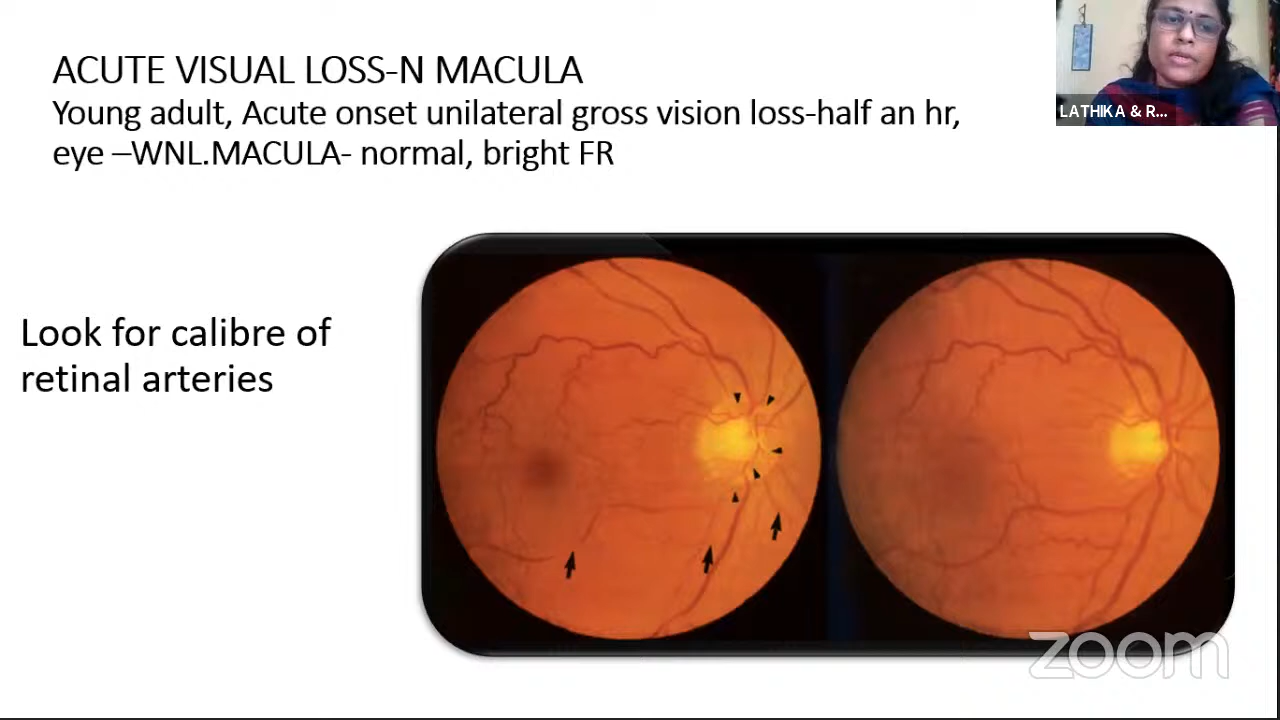 ACUTE VISUAL LOSS-N MACULA
Young adult, Acute onset unilateral gross vision loss-half an hr,
eye –WNL.MACULA- normal, bright FR
LATHIKA & R...
Look for calibre of
retinal arteries
zoom